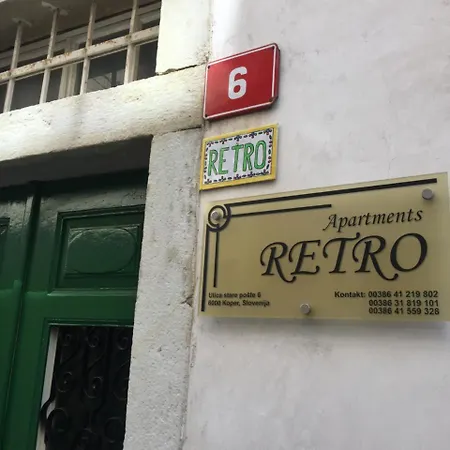 6
RETRO
Apartments
RETRO
Ulica stare pošte 6
6000 Koper, Slovenija
Kontakt: 00386 41 219 802
00386 31 819 101
00386 41 559 328